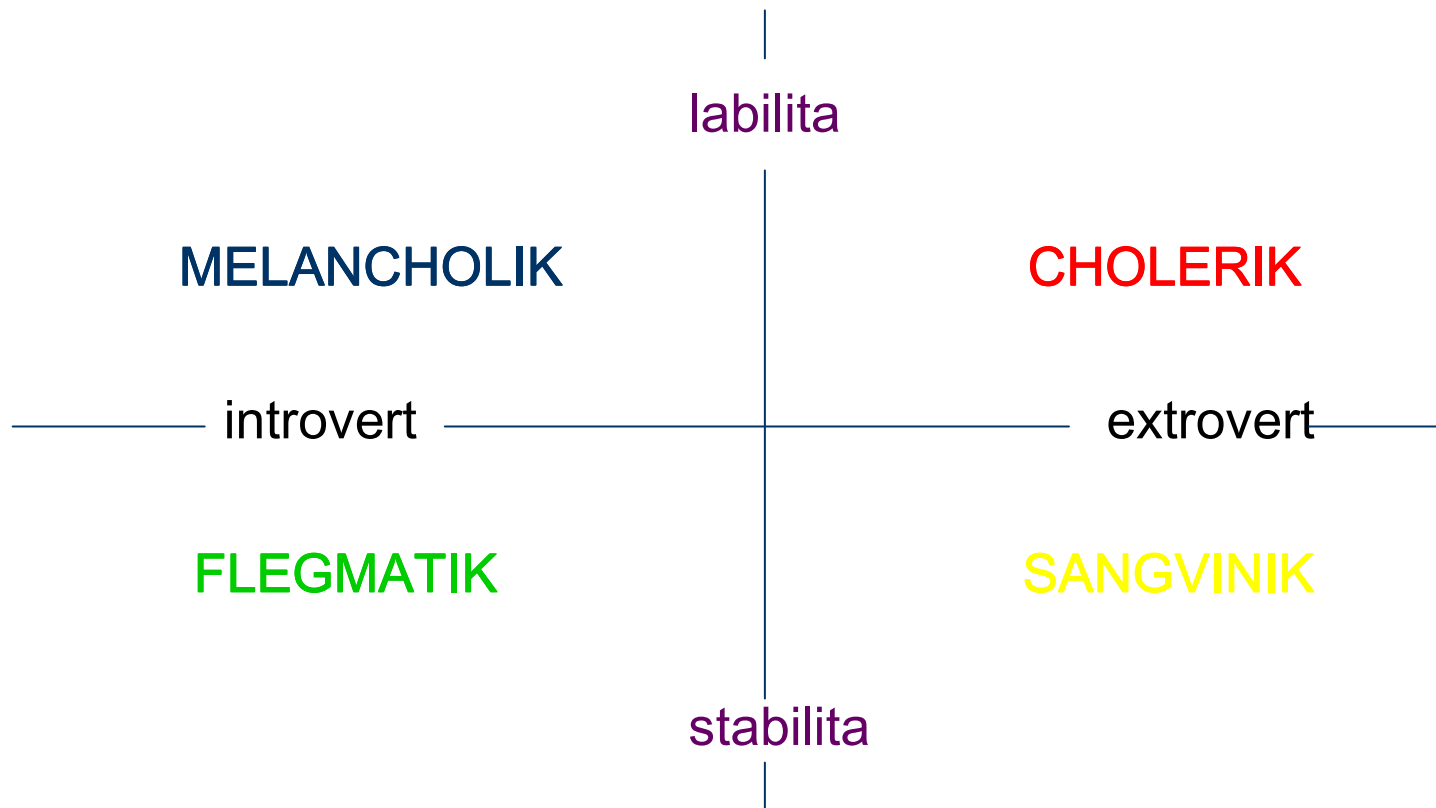 labilita
MELANCHOLIK CHOLERIK
introvert extrovert
FLEGMATIK SANGVINIK
stabilita